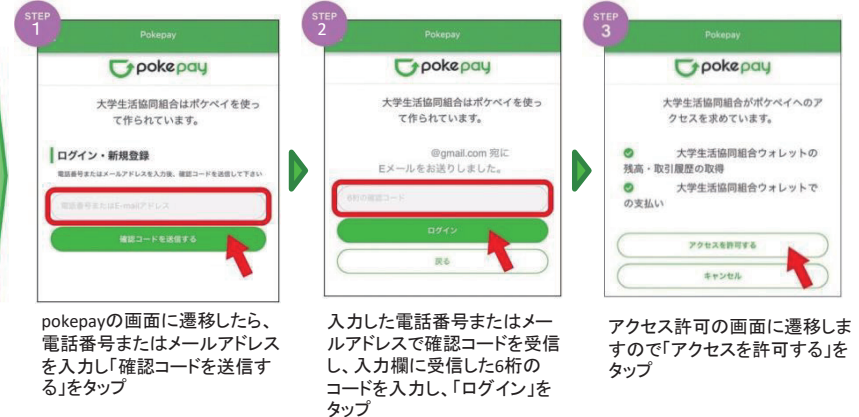 STEP
1
Pokepay
pokepay
大学生活協同組合はポケペイを使っ
て作られています。
ログイン・新規登録
電話番号またはメールアドレスを入力後、確認コードを送信して下さい
電話番号またはE-mailアドレス
確認コードを送信する
pokepayの画面に遷移したら、
電話番号またはメールアドレス
を入力し「確認コードを送信す
る」をタップ
STEP
2
Pokepay
pokepay
大学生活協同組合はポケペイを使っ
て作られています。
@gmail.com 宛に
Eメールをお送りしました。
6桁の確認コード
ログイン
戻る
入力した電話番号またはメー
ルアドレスで確認コードを受信
し、入力欄に受信した6桁の
コードを入力し、「ログイン」を
タップ
STEP
3
Pokepay
pokepay
大学生活協同組合がポケペイへのア
クセスを求めています。
大学生活協同組合ウォレットの
残高・取引履歴の取得
大学生活協同組合ウォレットで
の支払い
アクセスを許可する
キャンセル
アクセス許可の画面に遷移しま
すので「アクセスを許可する」を
タップ